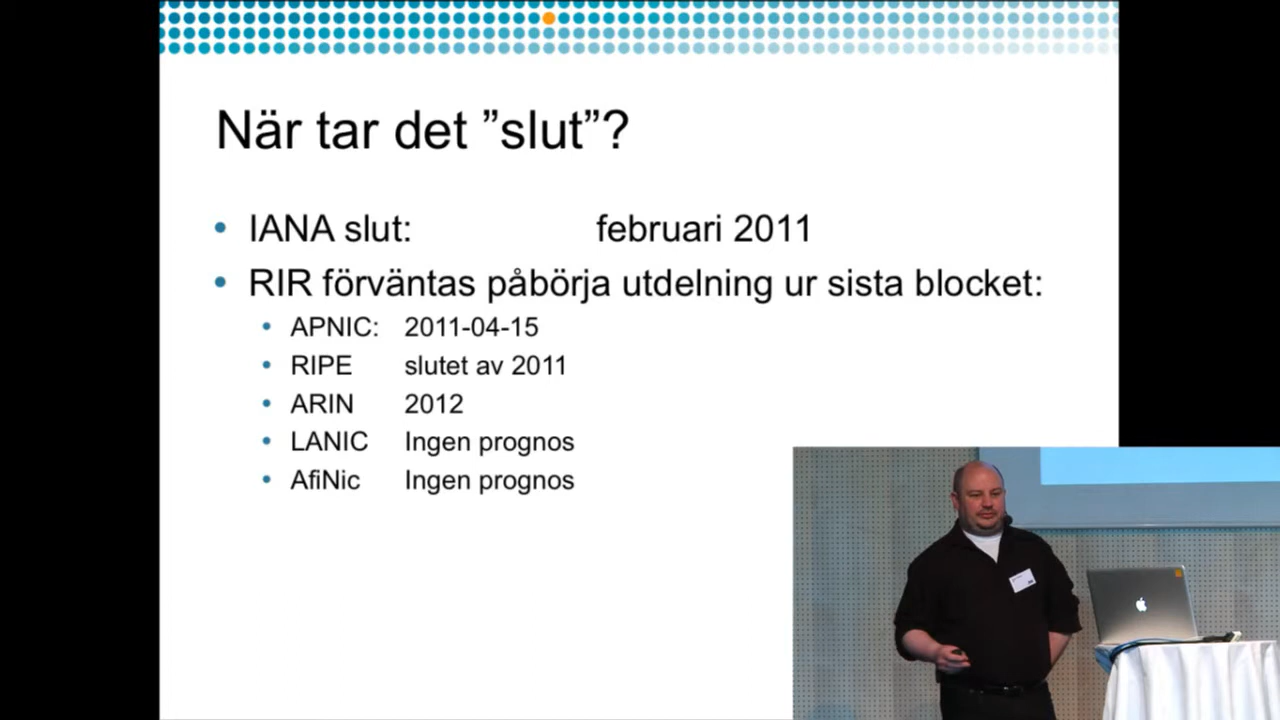 När tar det ”slut”?
IANA slut: februari 2011
RIR förväntas påbörja utdelning ur sista blocket:
APNIC: 2011-04-15
RIPE slutet av 2011
ARIN 2012
LANIC Ingen prognos
AfiNic Ingen prognos